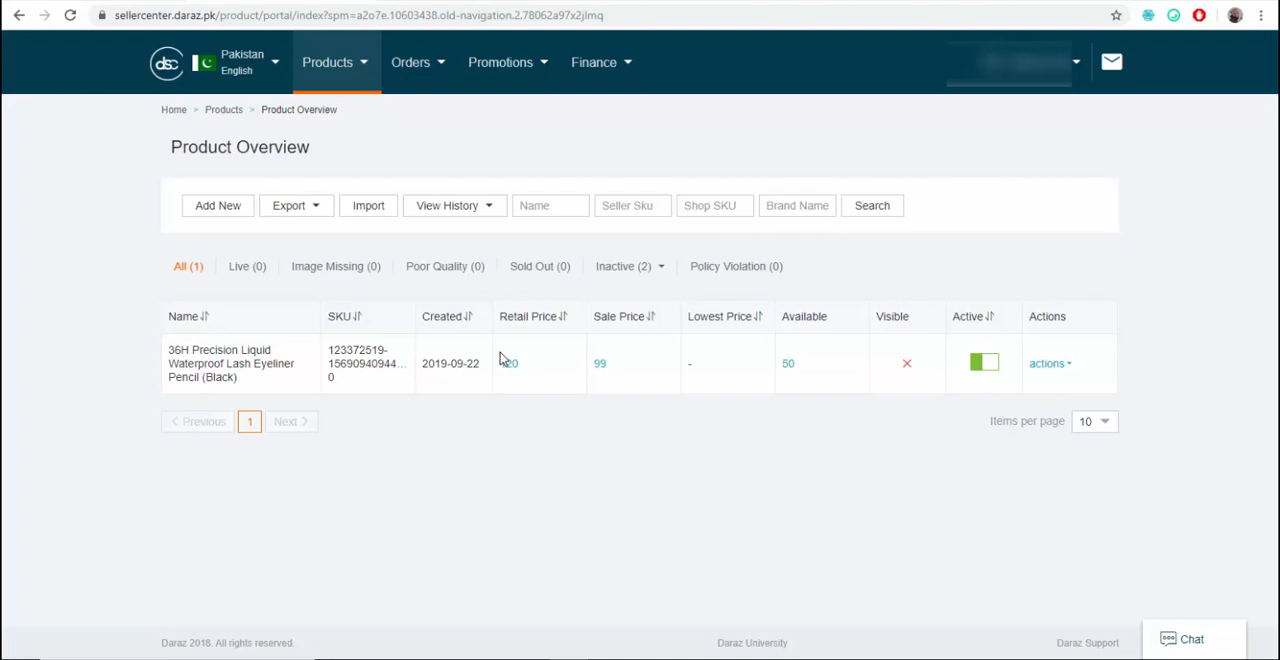 sellercenter.daraz.pk/product/portal/index?spm=a2o7e.10603438.old-navigation.2.78062a97x2jlmq
dsc Pakistan English Products Orders Promotions Finance
Home > Products > Product Overview
Product Overview
Add New Export Import View History Name Seller Sku Shop SKU Brand Name Search
All (1) Live (0) Image Missing (0) Poor Quality (0) Sold Out (0) Inactive (2) Policy Violation (0)
Name SKU Created Retail Price Sale Price Lowest Price Available Visible Active Actions
36H Precision Liquid
Waterproof Lash Eyeliner
Pencil (Black)
123372519-
15690940944...
0
2019-09-22 99 - 50 actions
Previous 1 Next Items per page 10
Daraz 2018. All rights reserved. Daraz University Daraz Support Chat